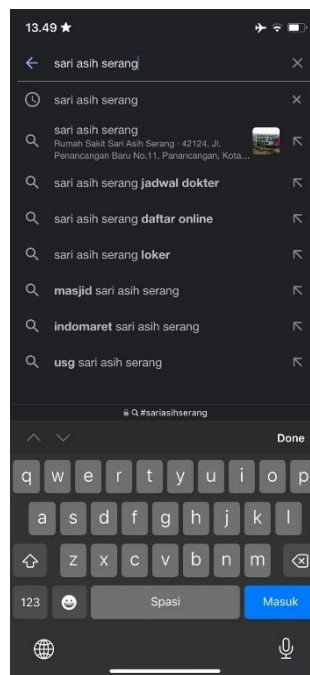 13.49
sari asih serang
sari asih serang
sari asih serang
Rumah Sakit Sari Asih Serang · 42124, Jl.
Penancangan Baru No.11, Panancangan, Kota...
sari asih serang jadwal dokter
sari asih serang daftar online
sari asih serang loker
masjid sari asih serang
indomaret sari asih serang
usg sari asih serang
#sariasihserang
Done
q w e r t y u i o p
a s d f g h j k l
z x c v b n m
123 Spasi Masuk